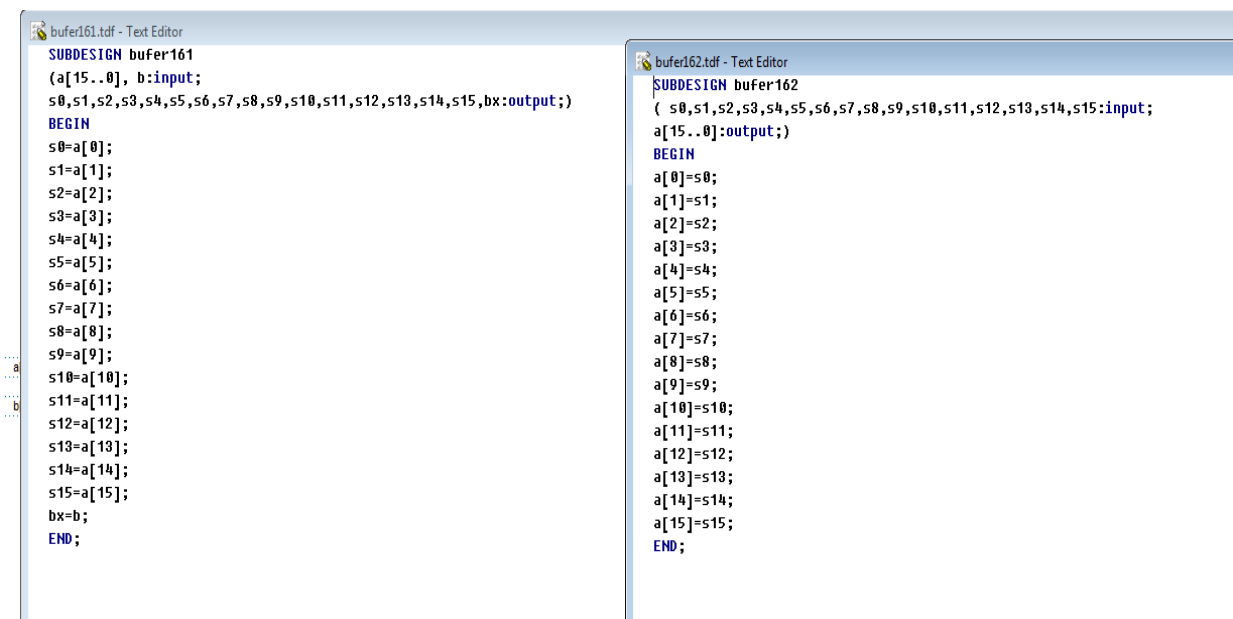 bufer161.tdf - Text Editor
SUBDESIGN bufer161
(a[15..0], b:input;
s0,s1,s2,s3,s4,s5,s6,s7,s8,s9,s10,s11,s12,s13,s14,s15,bx:output;)
BEGIN
s0=a[0];
s1=a[1];
s2=a[2];
s3=a[3];
s4=a[4];
s5=a[5];
s6=a[6];
s7=a[7];
s8=a[8];
s9=a[9];
s10=a[10];
s11=a[11];
s12=a[12];
s13=a[13];
s14=a[14];
s15=a[15];
bx=b;
END;
a
b
bufer162.tdf - Text Editor
SUBDESIGN bufer162
( s0,s1,s2,s3,s4,s5,s6,s7,s8,s9,s10,s11,s12,s13,s14,s15:input;
a[15..0]:output;)
BEGIN
a[0]=s0;
a[1]=s1;
a[2]=s2;
a[3]=s3;
a[4]=s4;
a[5]=s5;
a[6]=s6;
a[7]=s7;
a[8]=s8;
a[9]=s9;
a[10]=s10;
a[11]=s11;
a[12]=s12;
a[13]=s13;
a[14]=s14;
a[15]=s15;
END;